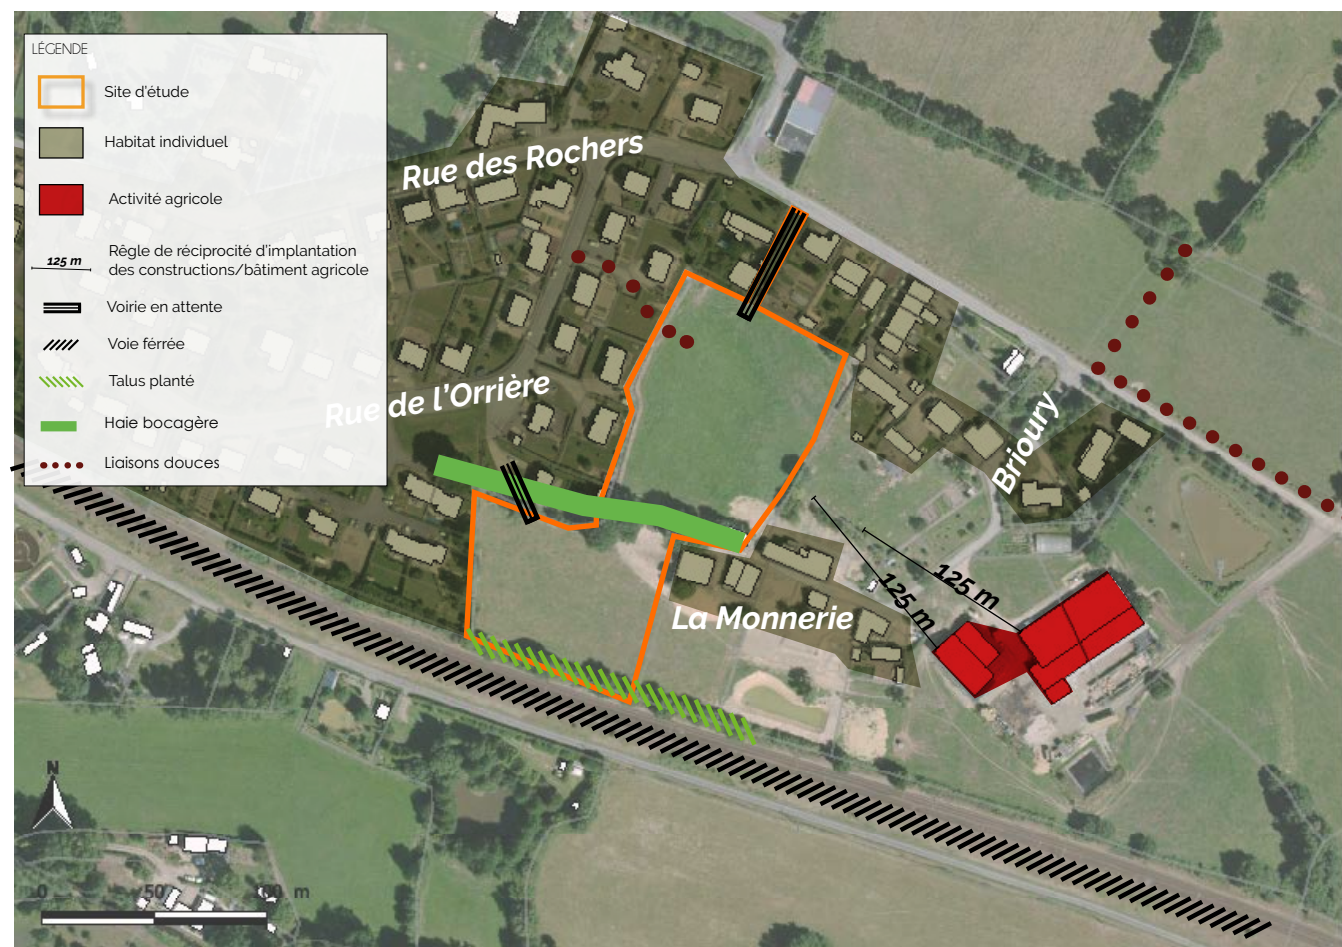 LÉGENDE
Site d'étude
Habitat individuel
Activité agricole
125 m
Règle de réciprocité d'implantation
des constructions/bâtiment agricole
Voirie en attente
Voie férrée
Talus planté
Haie bocagère
Liaisons douces
Rue des Rochers
Rue de l'Orrière
Brioury
125 m
125 m
La Monnerie
N
0 50 100 m